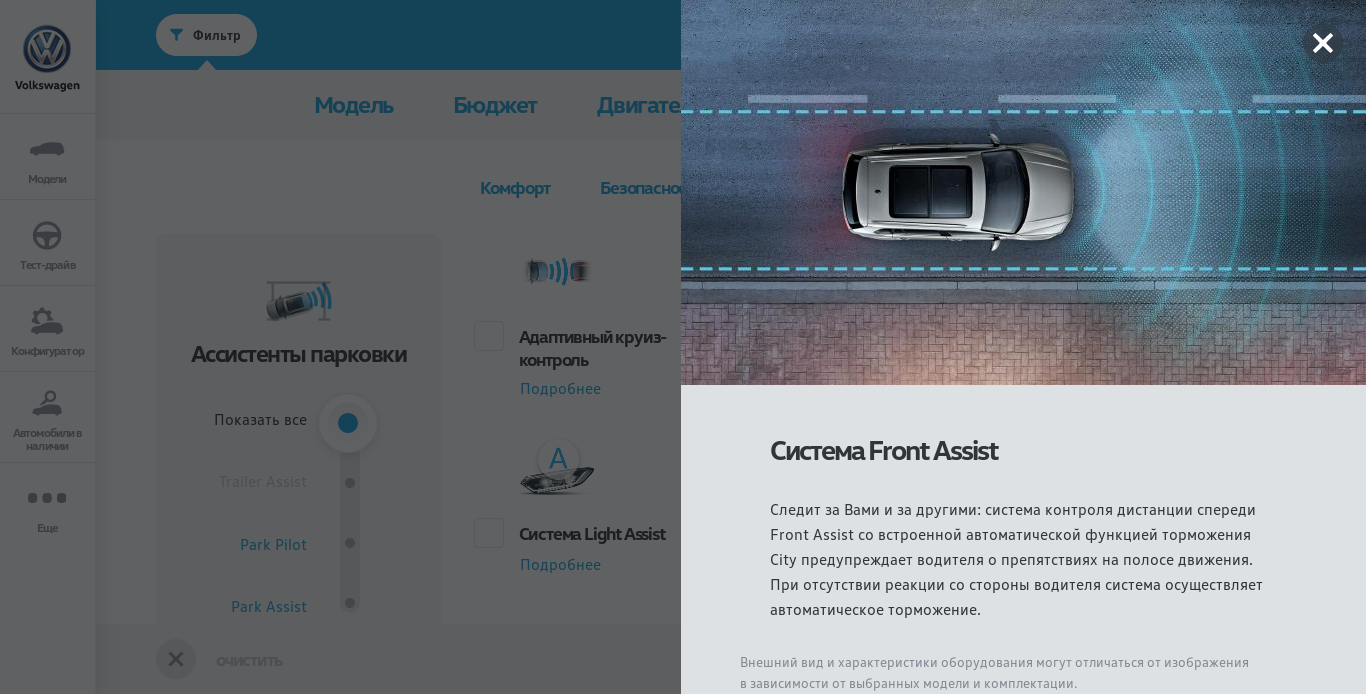 Volkswagen
Модели
Тест-драйв
Конфигуратор
Автомобили в
наличии
Еще
Фильтр
Модель Бюджет Двигате
Комфорт Безопасно
Ассистенты парковки
Показать все
Trailer Assist
Park Pilot
Park Assist
Адаптивный круиз-
контроль
Подробнее
A
Система Light Assist
Подробнее
ОЧИСТИТЬ
Система Front Assist
Следит за Вами и за другими: система контроля дистанции спереди
Front Assist со встроенной автоматической функцией торможения
City предупреждает водителя о препятствиях на полосе движения.
При отсутствии реакции со стороны водителя система осуществляет
автоматическое торможение.
Внешний вид и характеристики оборудования могут отличаться от изображения
в зависимости от выбранных модели и комплектации.